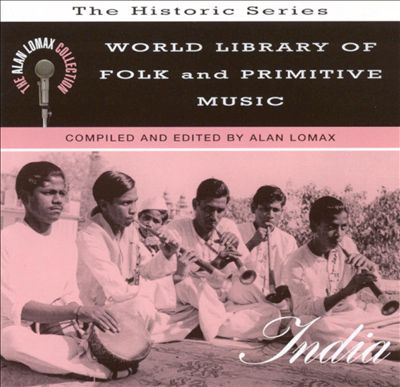 The Historic Series
THE ALAN LOMAX COLLECTION
WORLD LIBRARY OF
FOLK and PRIMITIVE
MUSIC
COMPILED AND EDITED BY ALAN LOMAX
India